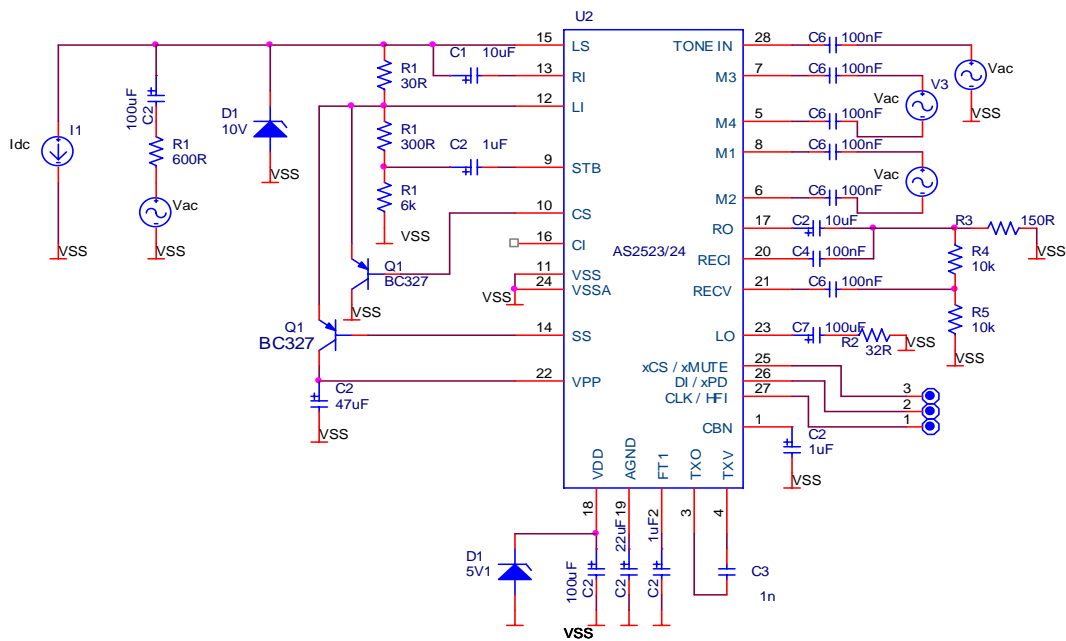 U2
15 LS
13 RI
12 LI
9 STB
10 CS
16 CI
11 VSS
24 VSSA
14 SS
22 VPP
TONE IN 28
M3 7
M4 5
M1 8
M2 6
RO 17
RECI 20
RECV 21
LO 23
xCS / xMUTE 25
DI / xPD 26
CLK / HFI 27
CBN 1
AS2523/24
VDD
AGND
FT1
TXO
TXV
18
19
2
3
4
Idc
I1
VSS
100uF
C2
R1
600R
Vac
VSS
D1
10V
VSS
R1
30R
C1 10uF
R1
300R
C2 1uF
R1
6k
VSS
Q1
BC327
VSS
VSS
Q1
BC327
C2
47uF
VSS
C6 100nF
Vac
VSS
C6 100nF
Vac
V3
C6 100nF
C6 100nF
Vac
C6 100nF
C2 10uF
R3 150R
VSS
C4 100nF
R4
10k
C6 100nF
R5
10k
VSS
C7 100uF
R2 32R
VSS
3
2
1
C2
1uF
VSS
D1
5V1
100uF
C2
22uF
C2
1uF
C2
C3
1n
VSS